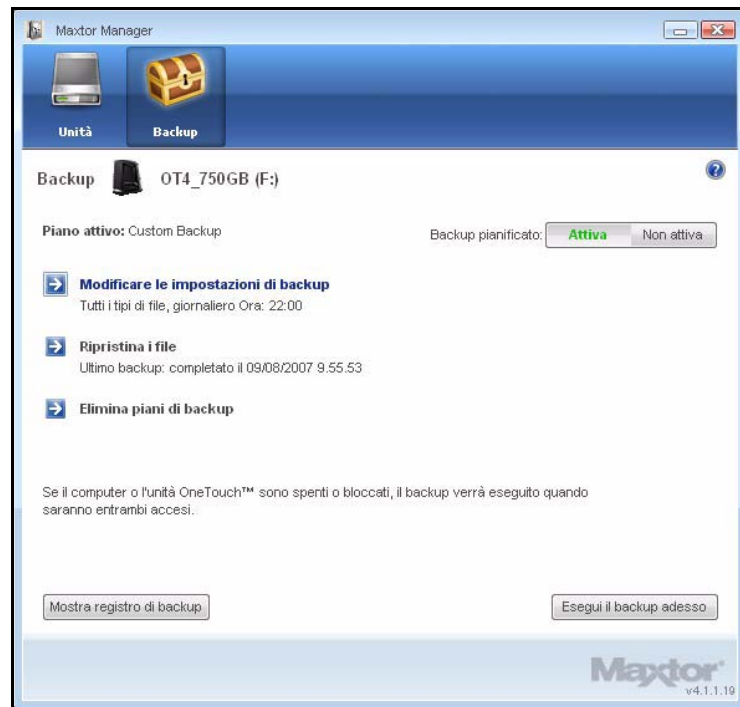 Maxtor Manager
Unità
Backup
Backup OT4_750GB (F:)
Piano attivo: Custom Backup
Backup pianificato: Attiva Non attiva
Modificare le impostazioni di backup
Tutti i tipi di file, giornaliero Ora: 22:00
Ripristina i file
Ultimo backup: completato il 09/08/2007 9.55.53
Elimina piani di backup
Se il computer o l'unità OneTouch™ sono spenti o bloccati, il backup verrà eseguito quando
saranno entrambi accesi.
Mostra registro di backup
Esegui il backup adesso
Maxtor
v4.1.1.19